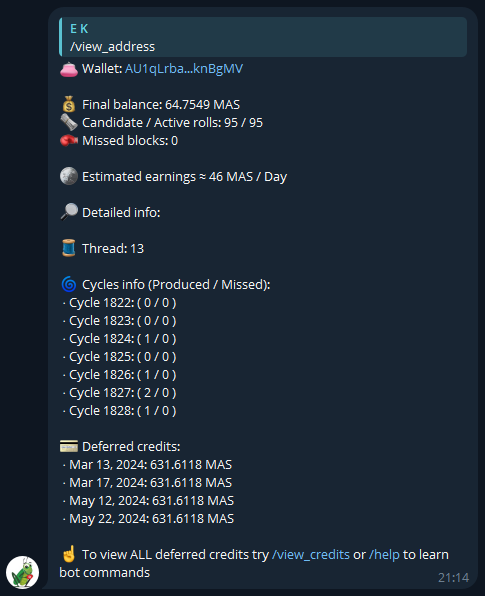 E K
/view_address
👛 Wallet: AU1qLrba...knBgMV
💰 Final balance: 64.7549 MAS
🗞 Candidate / Active rolls: 95 / 95
🥊 Missed blocks: 0
🌕 Estimated earnings ≈ 46 MAS / Day
🔎 Detailed info:
🧵 Thread: 13
🌀 Cycles info (Produced / Missed):
· Cycle 1822: ( 0 / 0 )
· Cycle 1823: ( 0 / 0 )
· Cycle 1824: ( 1 / 0 )
· Cycle 1825: ( 0 / 0 )
· Cycle 1826: ( 1 / 0 )
· Cycle 1827: ( 2 / 0 )
· Cycle 1828: ( 1 / 0 )
💳 Deferred credits:
· Mar 13, 2024: 631.6118 MAS
· Mar 17, 2024: 631.6118 MAS
· May 12, 2024: 631.6118 MAS
· May 22, 2024: 631.6118 MAS
☝ To view ALL deferred credits try /view_credits or /help to learn
bot commands
21:14